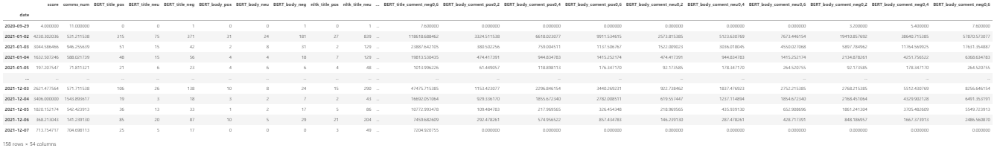 score comms_num BERT_title_pos BERT_title_neu BERT_title_neg BERT_body_pos BERT_body_neu BERT_body_neg nltk_title_pos nltk_title_neu ... BERT_title_coment_neg0,6 BERT_body_coment_pos0,2 BERT_body_coment_pos0,4 BERT_body_coment_pos0,6 BERT_body_coment_neu0,2 BERT_body_coment_neu0,4 BERT_body_coment_neu0,6 BERT_body_coment_neg0,2 BERT_body_coment_neg0,4 BERT_body_coment_neg0,6
date
2020-09-29 4.000000 11.000000 0 0 1 0 0 1 0 1 ... 7.600000 0.000000 0.000000 0.000000 0.000000 0.000000 0.000000 3.200000 5.400000 7.600000
2021-01-02 4230.302036 531.211538 315 75 371 31 24 181 27 839 ... 118618.688462 3324.511538 6618.023077 9911.534615 2573.815385 5123.630769 7673.446154 19410.857692 38640.715385 57870.573077
2021-01-03 3044.586466 946.255639 51 15 42 2 8 31 2 129 ... 23887.642105 380.502256 759.004511 1137.506767 1522.009023 3036.018045 4550.027068 5897.784962 11764.569925 17631.354887
2021-01-04 1632.507246 588.021739 48 15 56 4 4 18 7 129 ... 19813.530435 474.417391 944.834783 1415.252174 474.417391 944.834783 1415.252174 2134.878261 4251.756522 6368.634783
2021-01-05 197.207547 71.811321 21 6 23 4 6 6 4 48 ... 1013.996226 61.449057 118.898113 176.347170 92.173585 178.347170 264.520755 92.173585 178.347170 264.520755
... ... ... ... ... ... ... ... ... ... ... ... ... ... ... ... ... ... ... ... ... ...
2021-12-03 2621.477564 571.711538 106 26 138 10 8 24 15 290 ... 47475.715385 1153.423077 2296.846154 3440.269231 922.738462 1837.476923 2752.215385 2768.215385 5512.430769 8256.646154
2021-12-04 3406.000000 1543.893617 19 3 18 3 2 7 2 43 ... 16692.051064 929.336170 1855.672340 2782.008511 619.557447 1237.114894 1854.672340 2168.451064 4329.902128 6491.353191
2021-12-05 1820.152174 542.423913 36 13 33 1 2 17 5 86 ... 10772.993478 109.484783 217.969565 326.454348 218.969565 435.939130 652.908696 1861.241304 3705.482609 5549.723913
2021-12-06 368.213043 141.239130 85 20 87 10 5 29 21 204 ... 7459.682609 292.478261 574.956522 857.434783 146.239130 287.478261 428.717391 848.186957 1667.373913 2486.560870
2021-12-07 713.754717 704.698113 25 5 17 0 0 0 3 49 ... 7204.920755 0.000000 0.000000 0.000000 0.000000 0.000000 0.000000 0.000000 0.000000 0.000000
158 rows × 54 columns